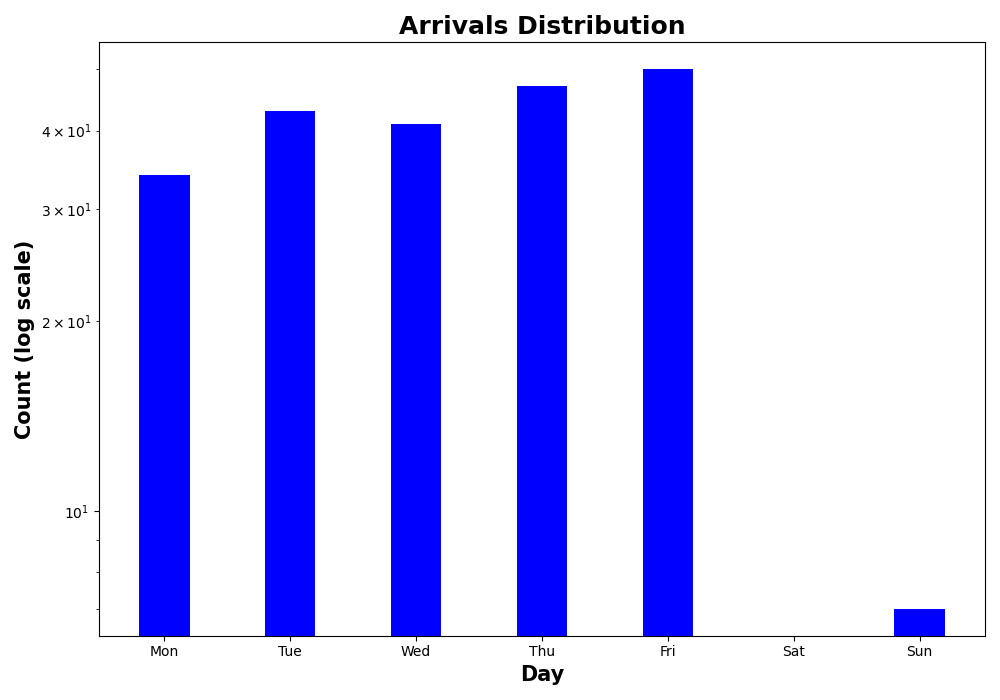 Arrivals Distribution
Count (log scale)
4 × 10¹
3 × 10¹
2 × 10¹
10¹
Mon Tue Wed Thu Fri Sat Sun
Day